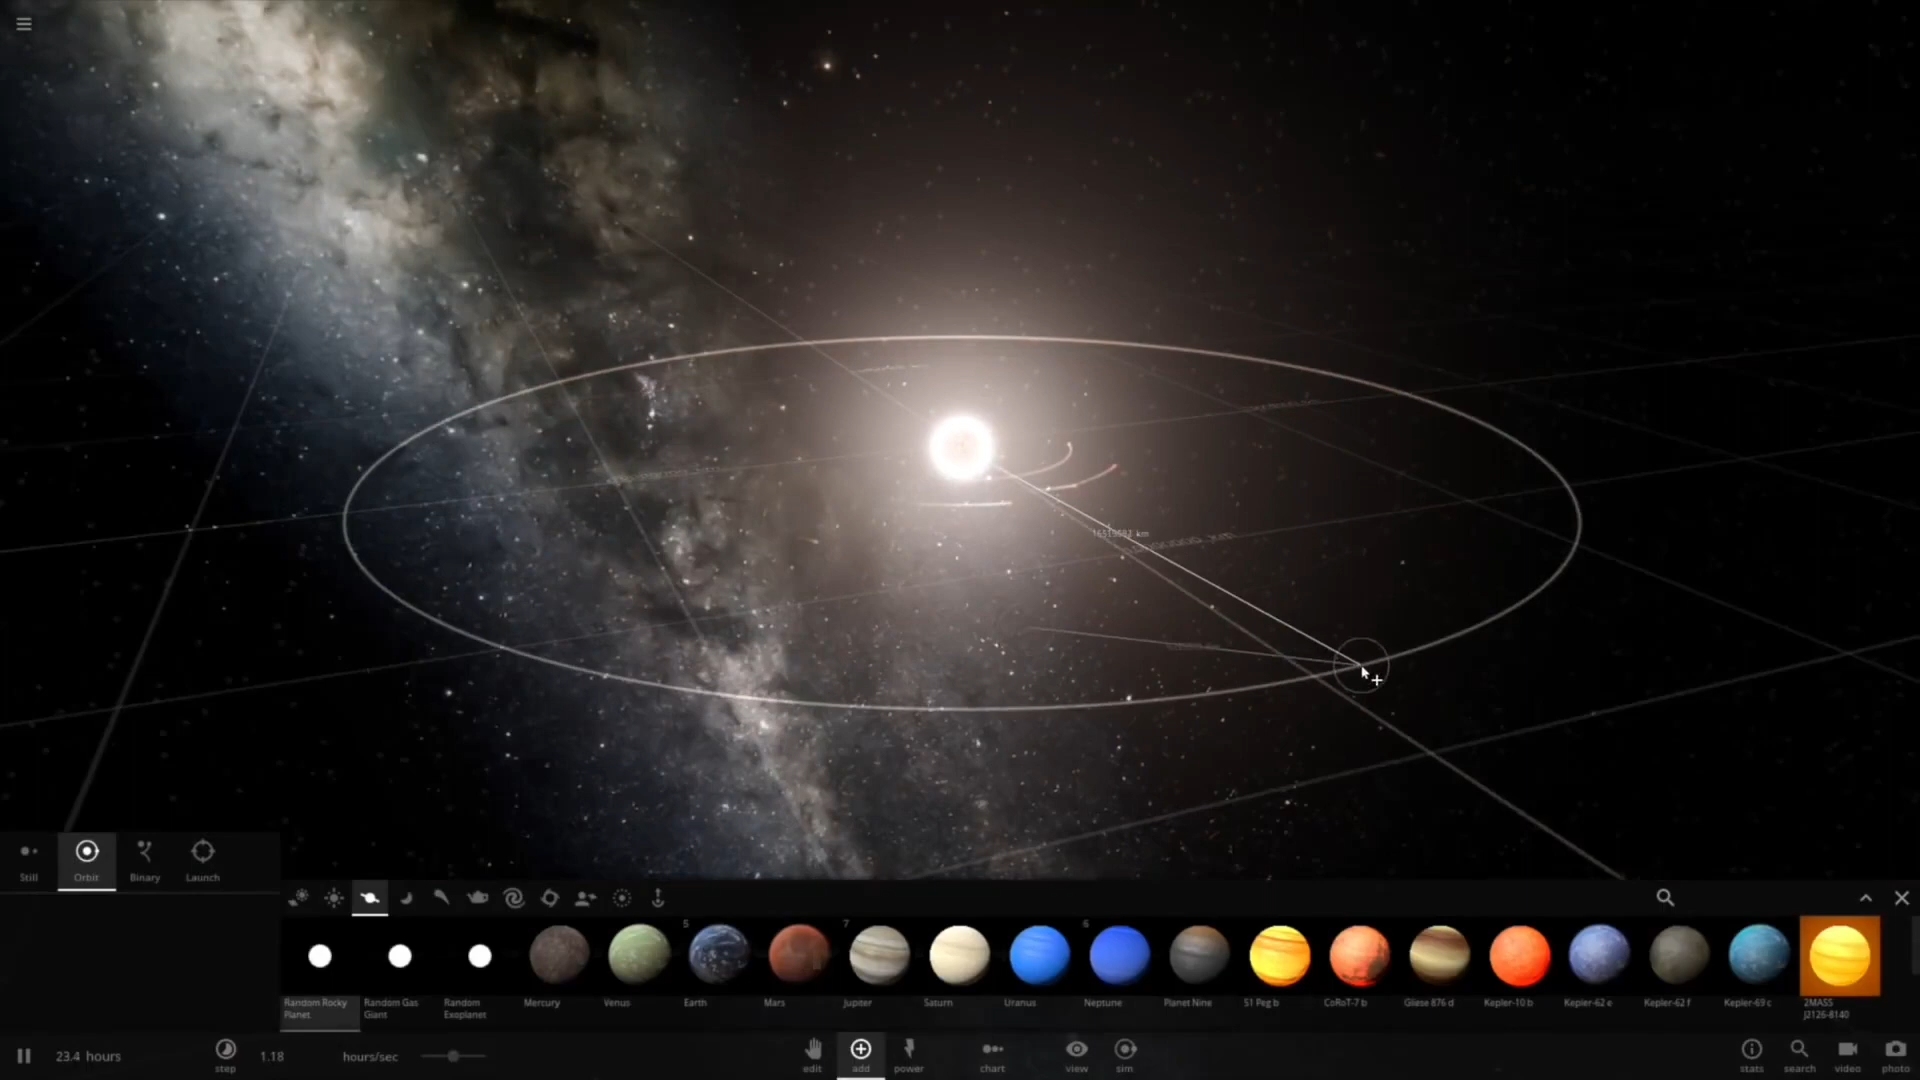 Still
Orbit
Binary
Launch
5
7
6
Random Rocky
Planet
Random Gas
Giant
Random
Exoplanet
Mercury
Venus
Earth
Mars
Jupiter
Saturn
Uranus
Neptune
Planet Nine
51 Peg b
CoRoT-7 b
Gliese 876 d
Kepler-10 b
Kepler-62 e
Kepler-62 f
Kepler-69 c
2MASS
J2126-8140
23.4 hours
step
1.18
hours/sec
edit
add
power
chart
view
sim
stats
search
video
photo